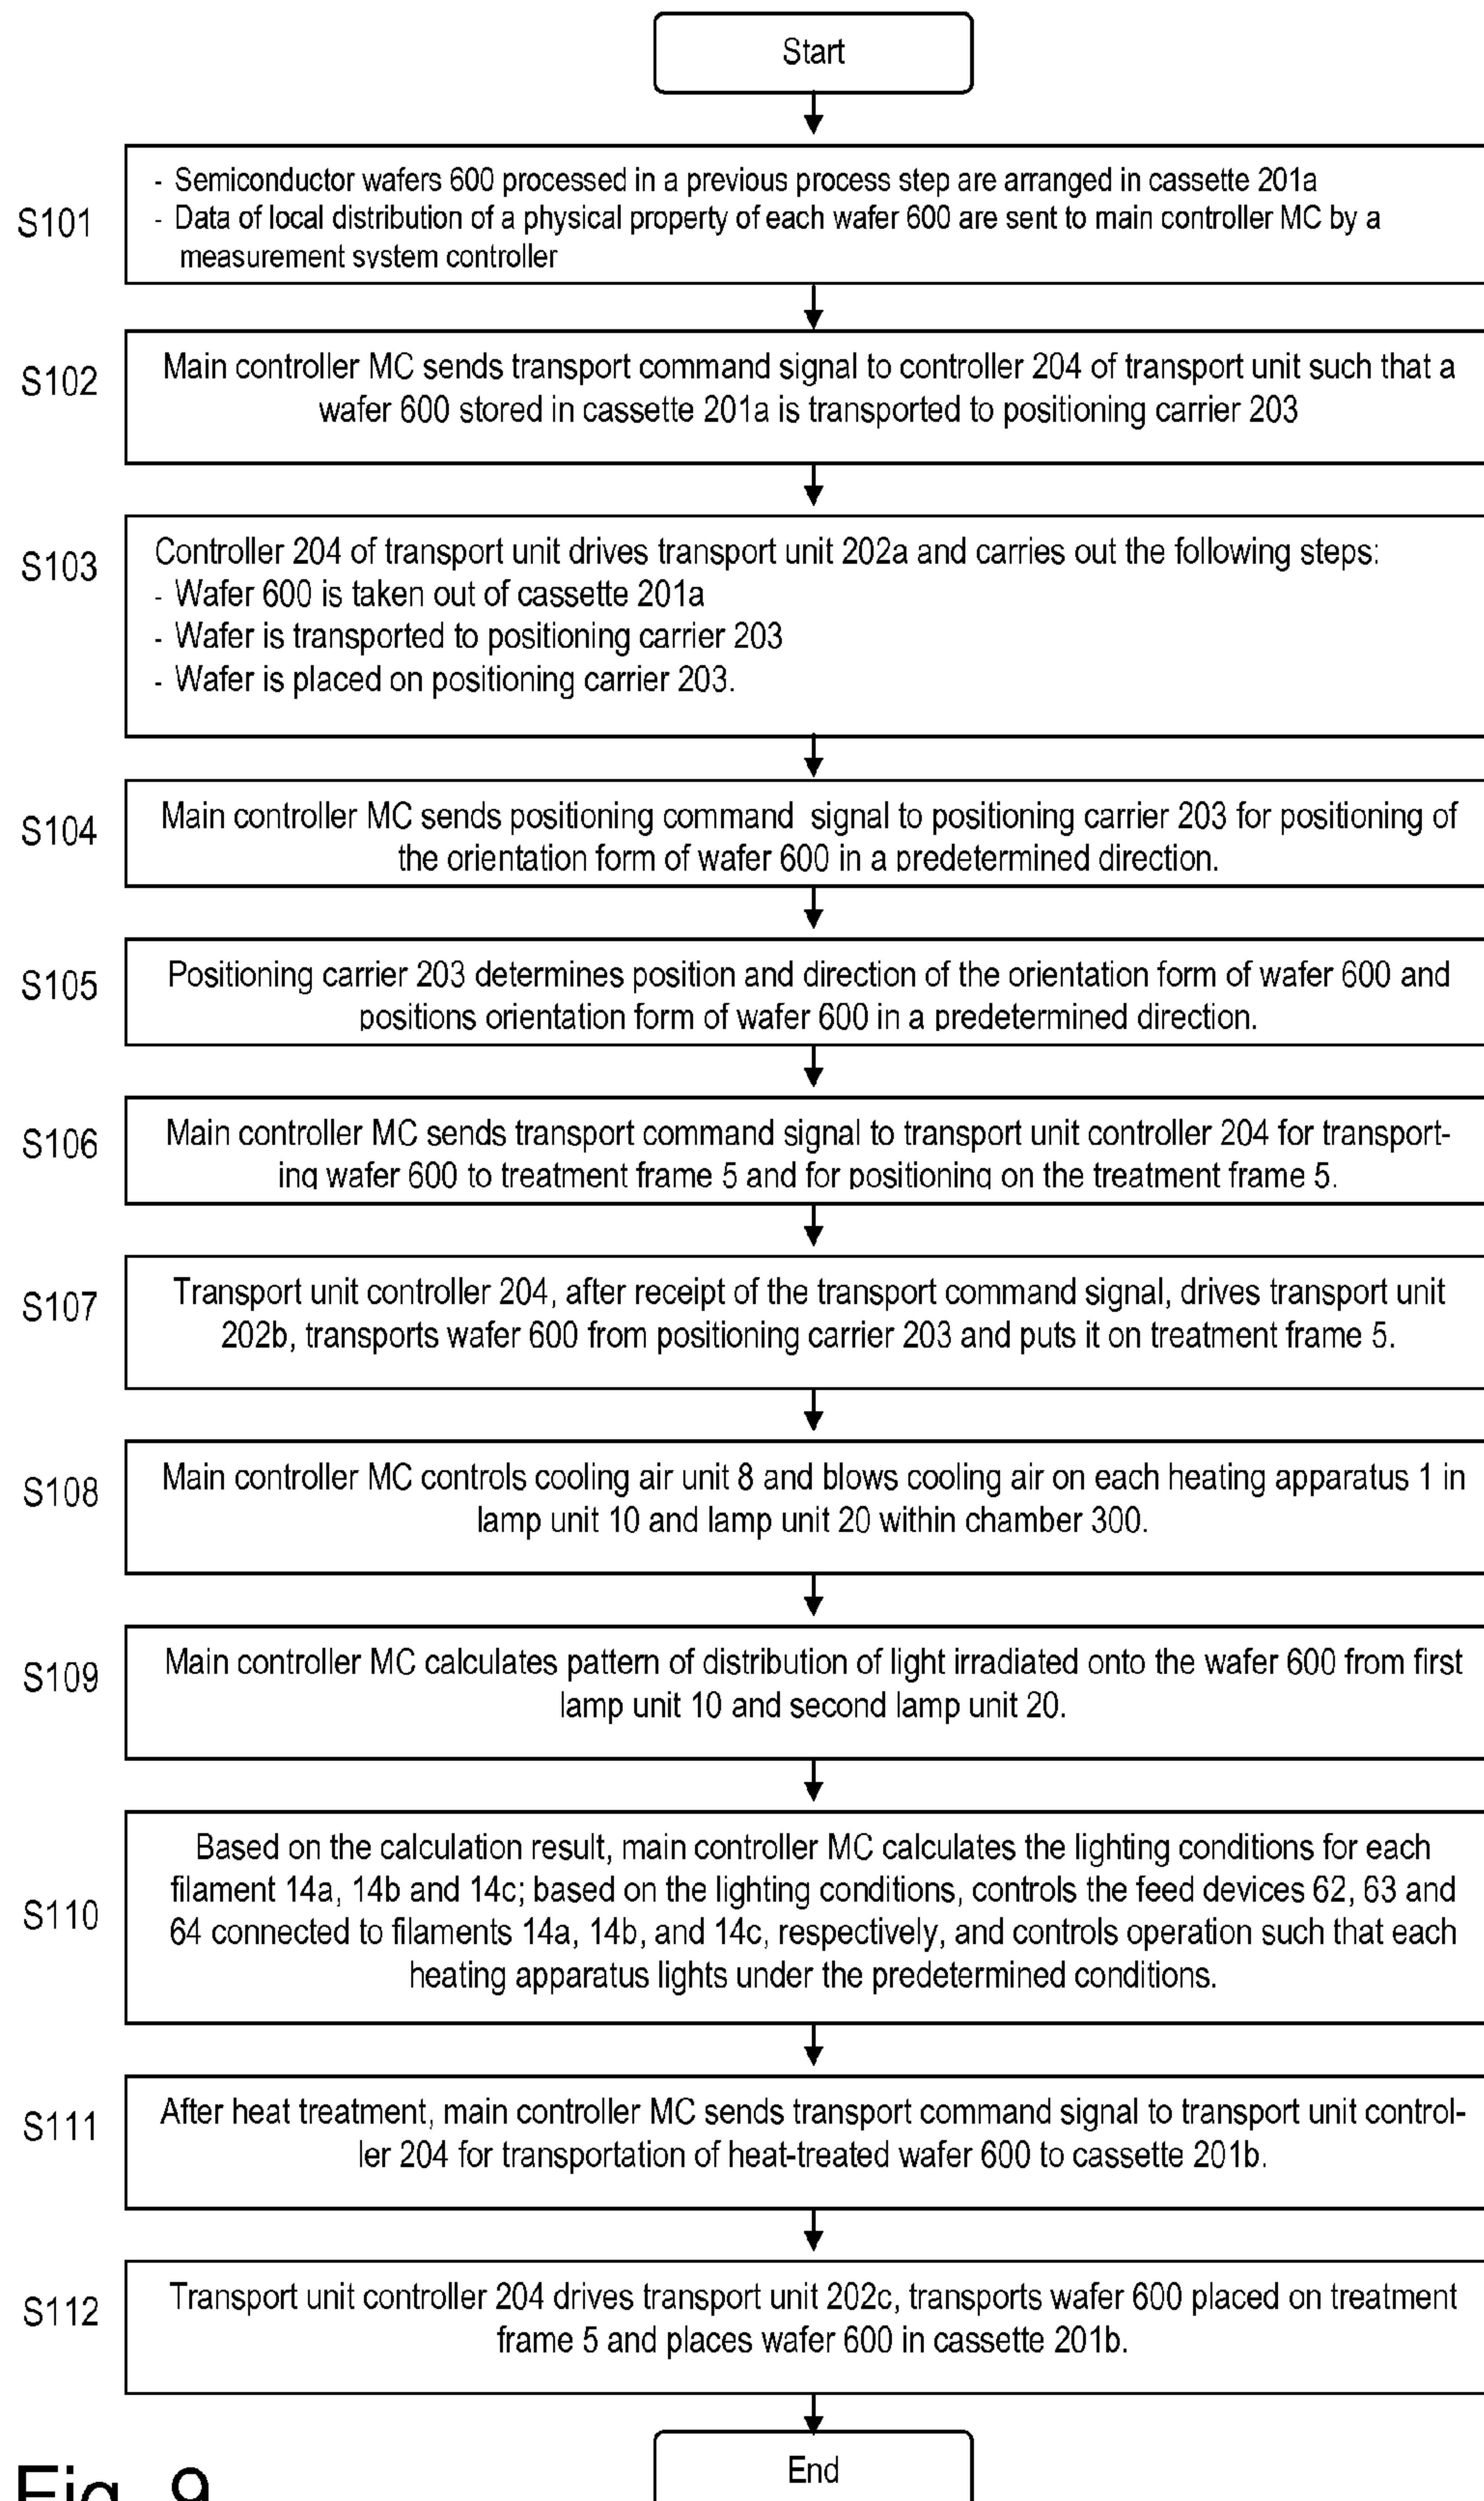 Start
S101
- Semiconductor wafers 600 processed in a previous process step are arranged in cassette 201a
- Data of local distribution of a physical property of each wafer 600 are sent to main controller MC by a
measurement system controller
S102
Main controller MC sends transport command signal to controller 204 of transport unit such that a
wafer 600 stored in cassette 201a is transported to positioning carrier 203
S103
Controller 204 of transport unit drives transport unit 202a and carries out the following steps:
- Wafer 600 is taken out of cassette 201a
- Wafer is transported to positioning carrier 203
- Wafer is placed on positioning carrier 203.
S104
Main controller MC sends positioning command signal to positioning carrier 203 for positioning of
the orientation form of wafer 600 in a predetermined direction.
S105
Positioning carrier 203 determines position and direction of the orientation form of wafer 600 and
positions orientation form of wafer 600 in a predetermined direction.
S106
Main controller MC sends transport command signal to transport unit controller 204 for transport-
ing wafer 600 to treatment frame 5 and for positioning on the treatment frame 5.
S107
Transport unit controller 204, after receipt of the transport command signal, drives transport unit
202b, transports wafer 600 from positioning carrier 203 and puts it on treatment frame 5.
S108
Main controller MC controls cooling air unit 8 and blows cooling air on each heating apparatus 1 in
lamp unit 10 and lamp unit 20 within chamber 300.
S109
Main controller MC calculates pattern of distribution of light irradiated onto the wafer 600 from first
lamp unit 10 and second lamp unit 20.
S110
Based on the calculation result, main controller MC calculates the lighting conditions for each
filament 14a, 14b and 14c; based on the lighting conditions, controls the feed devices 62, 63 and
64 connected to filaments 14a, 14b, and 14c, respectively, and controls operation such that each
heating apparatus lights under the predetermined conditions.
S111
After heat treatment, main controller MC sends transport command signal to transport unit control-
ler 204 for transportation of heat-treated wafer 600 to cassette 201b.
S112
Transport unit controller 204 drives transport unit 202c, transports wafer 600 placed on treatment
frame 5 and places wafer 600 in cassette 201b.
End
Fig. 9